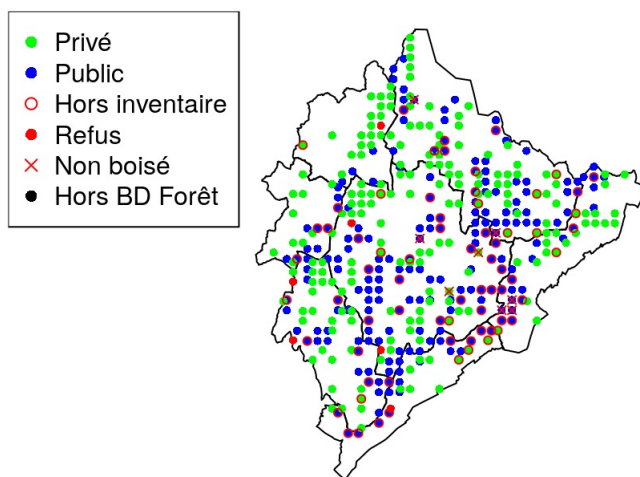 Privé
Public
Hors inventaire
Refus
Non boisé
Hors BD Forêt